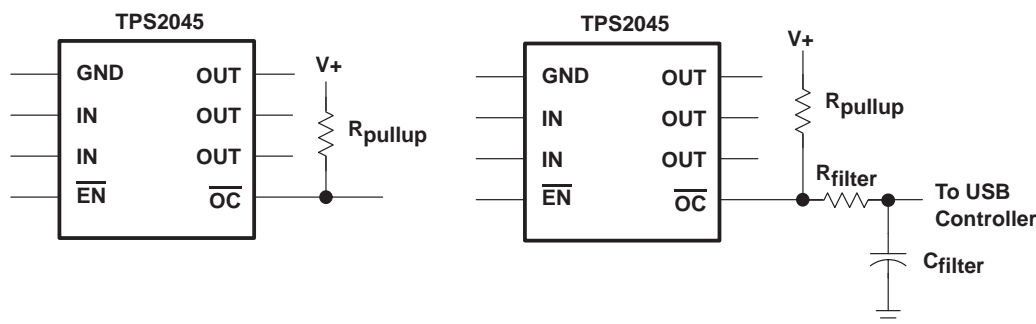 TPS2045
GND OUT
IN OUT
IN OUT
EN OC
V+
Rpullup
TPS2045
GND OUT
IN OUT
IN OUT
EN OC
V+
Rpullup
Rfilter
To USB
Controller
Cfilter